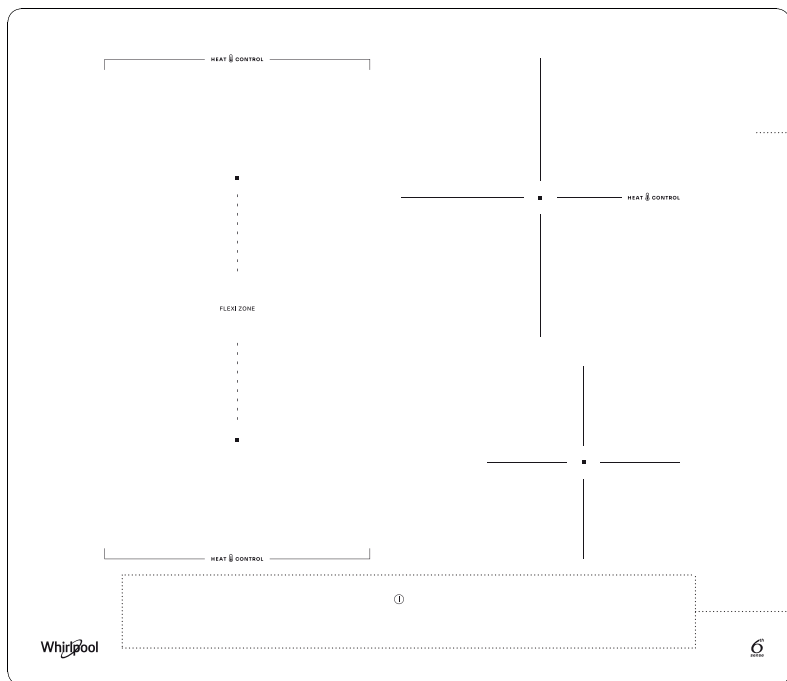 HEAT CONTROL
HEAT CONTROL
FLEXI ZONE
HEAT CONTROL
Whirlpool
6th
sense